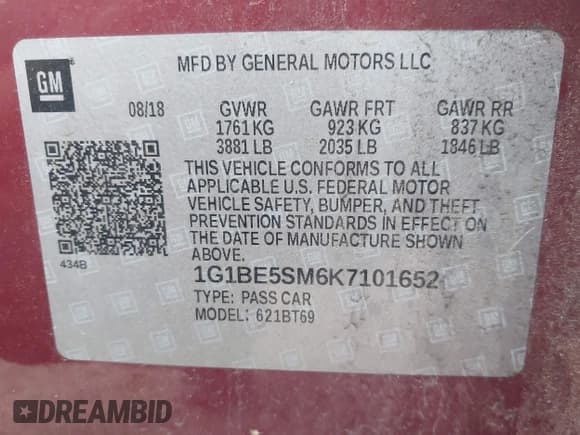 GM
MFD BY GENERAL MOTORS LLC
08/18 GVWR GAWR FRT GAWR RR
1761 KG 923 KG 837 KG
3881 LB 2035 LB 1846 LB
THIS VEHICLE CONFORMS TO ALL
APPLICABLE U.S. FEDERAL MOTOR
VEHICLE SAFETY, BUMPER, AND THEFT
PREVENTION STANDARDS IN EFFECT ON
THE DATE OF MANUFACTURE SHOWN
ABOVE.
434B
1G1BE5SM6K7101652
TYPE: PASS CAR
MODEL: 621BT69
DREAMBID